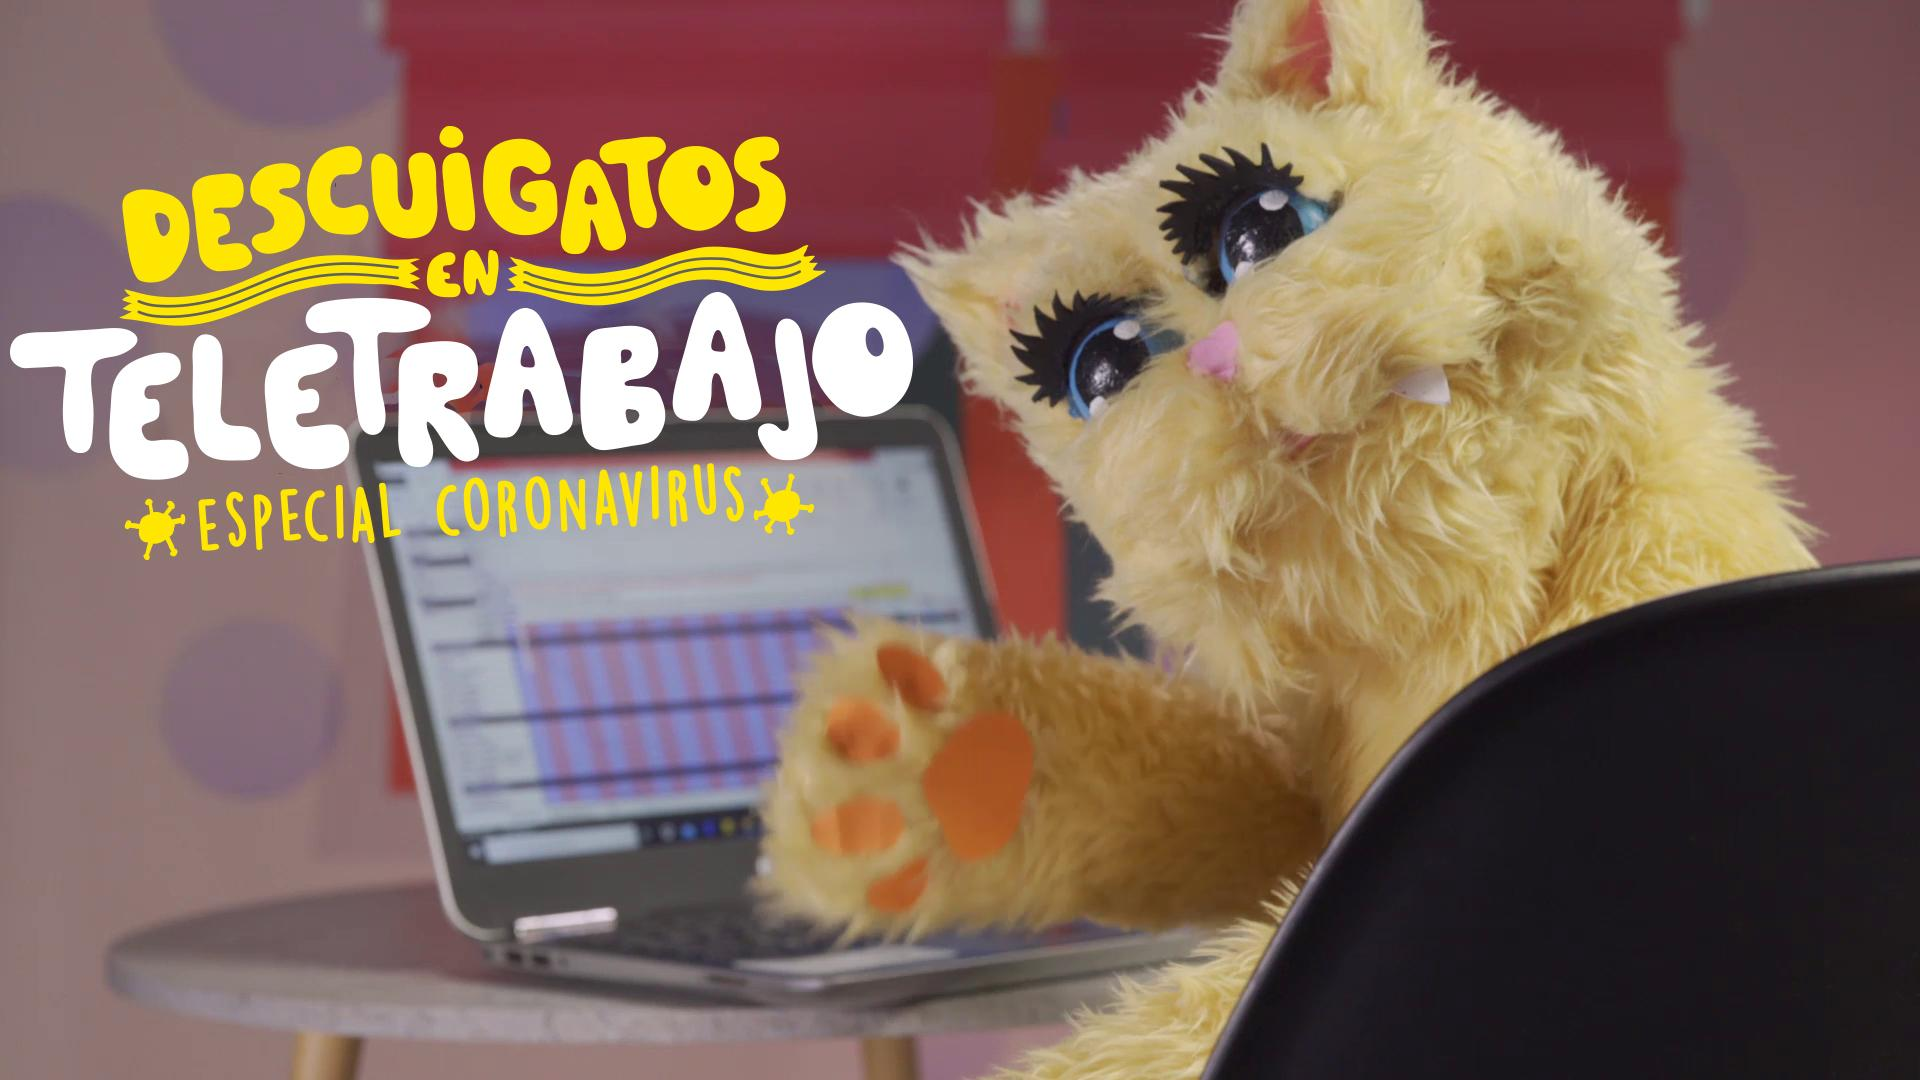 DESCUIGATOS
EN
TELETRABAJO
ESPECIAL CORONAVIRUS